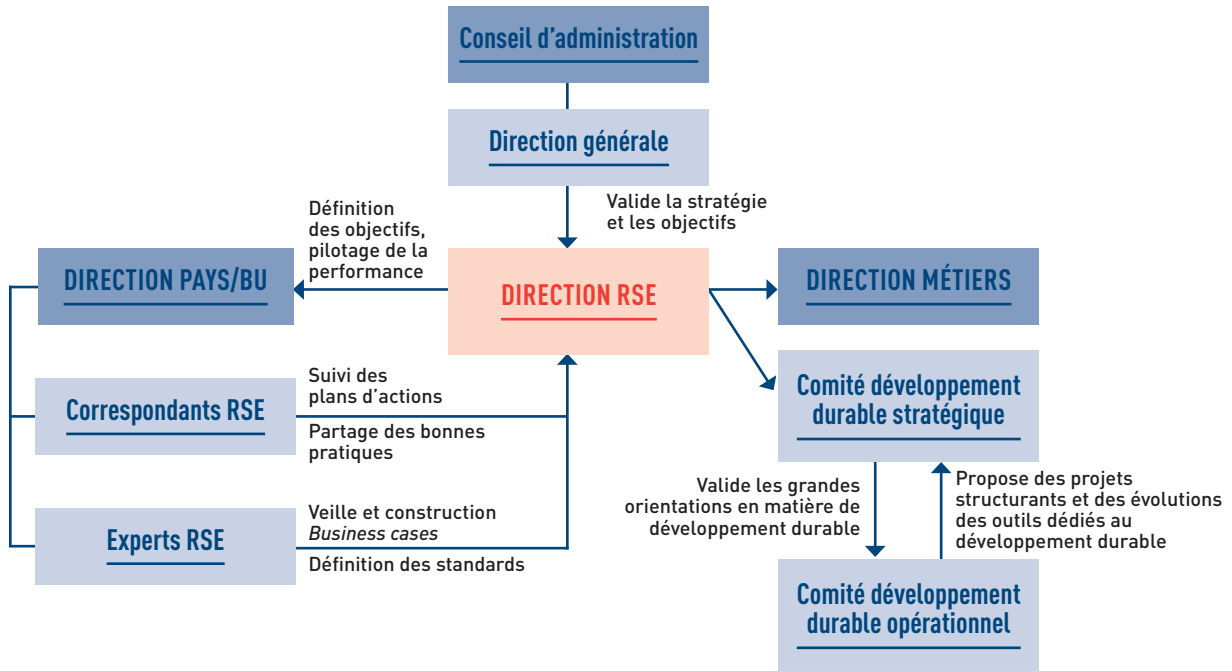 Conseil d’administration
Direction générale
Valide la stratégie
et les objectifs
Définition
des objectifs,
pilotage de la
performance
DIRECTION PAYS/BU
DIRECTION RSE
DIRECTION MÉTIERS
Correspondants RSE
Suivi des
plans d’actions
Partage des bonnes
pratiques
Comité développement
durable stratégique
Experts RSE
Veille et construction
Business cases
Définition des standards
Valide les grandes
orientations en matière de
développement durable
Propose des projets
structurants et des évolutions
des outils dédiés au
développement durable
Comité développement
durable opérationnel